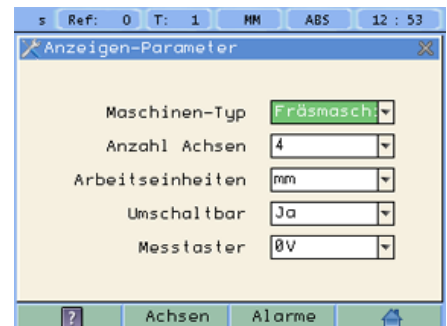 s Ref: 0 T: 1 MM ABS 12 : 53
Anzeigen-Parameter
Maschinen-Typ Fräsmasch
Anzahl Achsen 4
Arbeitseinheiten mm
Umschaltbar Ja
Messtaster 0V
? Achsen Alarme